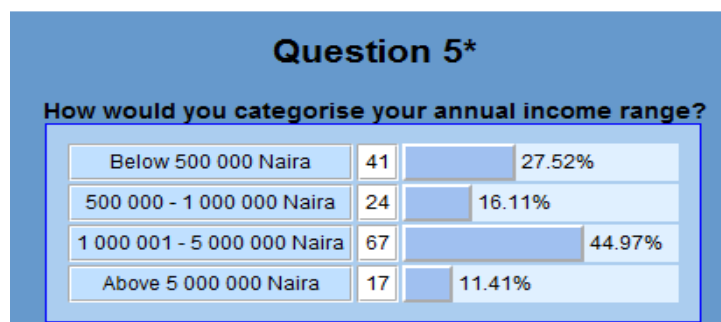 Question 5*
How would you categorise your annual income range?
Below 500 000 Naira 41 27.52%
500 000 - 1 000 000 Naira 24 16.11%
1 000 001 - 5 000 000 Naira 67 44.97%
Above 5 000 000 Naira 17 11.41%